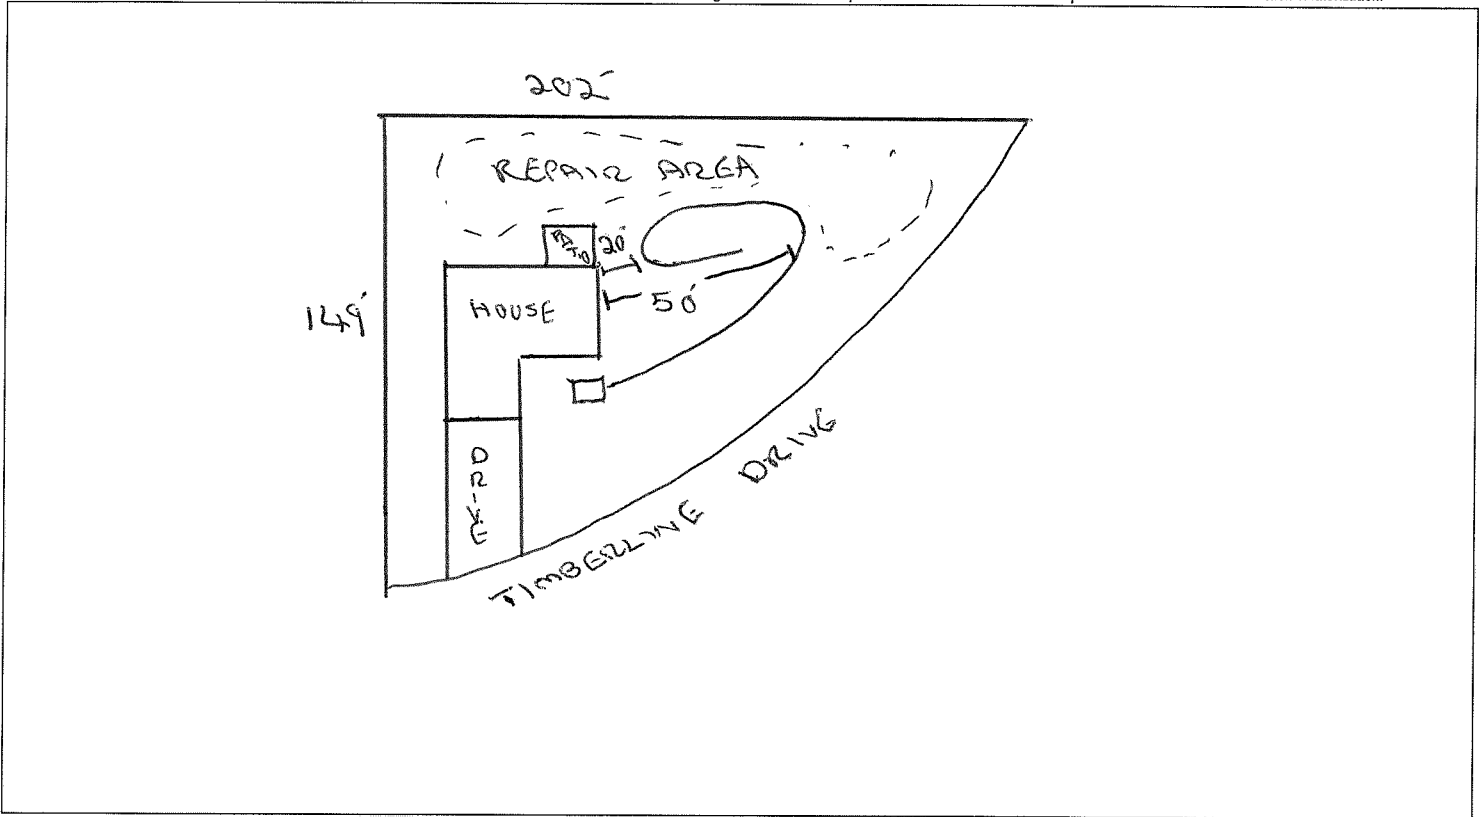 202'
REPAIR AREA
PATIO
20'
HOUSE
50'
149'
DRIVE
TIMBERLINE DRIVE